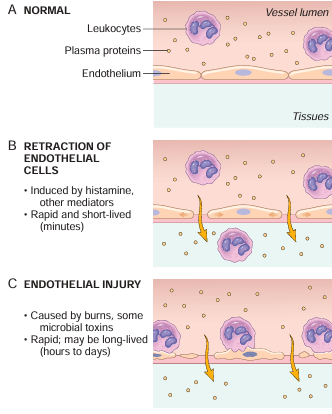 A NORMAL
Vessel lumen
Leukocytes
Plasma proteins
Endothelium
Tissues
B RETRACTION OF
ENDOTHELIAL
CELLS
• Induced by histamine,
other mediators
• Rapid and short-lived
(minutes)
C ENDOTHELIAL INJURY
• Caused by burns, some
microbial toxins
• Rapid; may be long-lived
(hours to days)